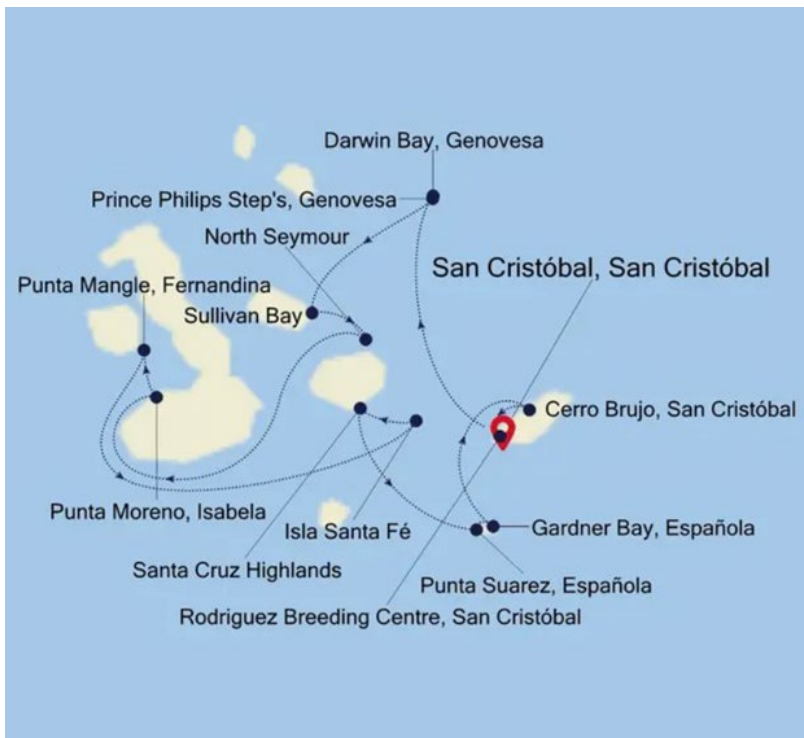 Darwin Bay, Genovesa
Prince Philips Step's, Genovesa
North Seymour
San Cristóbal, San Cristóbal
Punta Mangle, Fernandina
Sullivan Bay
Cerro Brujo, San Cristóbal
Punta Moreno, Isabela
Isla Santa Fé
Gardner Bay, Española
Santa Cruz Highlands
Punta Suarez, Española
Rodriguez Breeding Centre, San Cristóbal